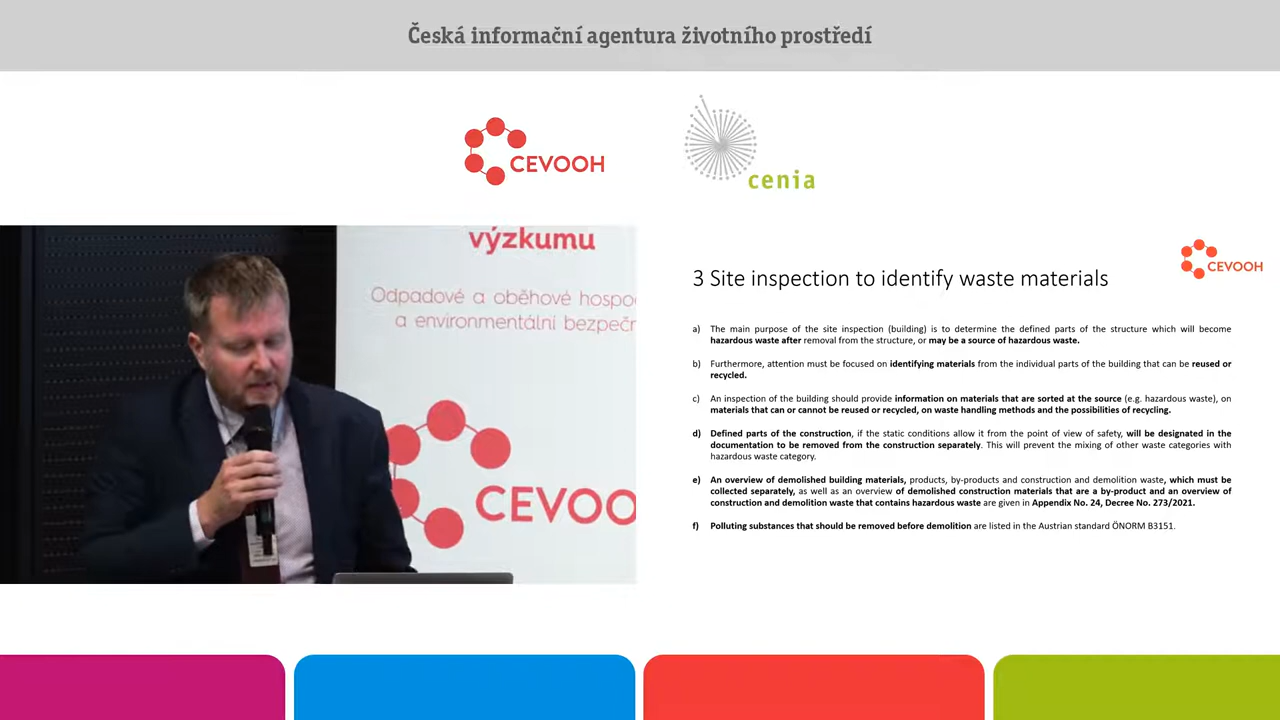 Česká informační agentura životního prostředí
CEVOOH
cenia
výzkumu
Odpadové a oběhové hospo
a environmentální bezpečn
CEVOO
CEVOOH
3 Site inspection to identify waste materials
a) The main purpose of the site inspection (building) is to determine the defined parts of the structure which will become
hazardous waste after removal from the structure, or may be a source of hazardous waste.
b) Furthermore, attention must be focused on identifying materials from the individual parts of the building that can be reused or
recycled.
c) An inspection of the building should provide information on materials that are sorted at the source (e.g. hazardous waste), on
materials that can or cannot be reused or recycled, on waste handling methods and the possibilities of recycling.
d) Defined parts of the construction, if the static conditions allow it from the point of view of safety, will be designated in the
documentation to be removed from the construction separately. This will prevent the mixing of other waste categories with
hazardous waste category.
e) An overview of demolished building materials, products, by-products and construction and demolition waste, which must be
collected separately, as well as an overview of demolished construction materials that are a by-product and an overview of
construction and demolition waste that contains hazardous waste are given in Appendix No. 24, Decree No. 273/2021.
f) Polluting substances that should be removed before demolition are listed in the Austrian standard ÖNORM B3151.